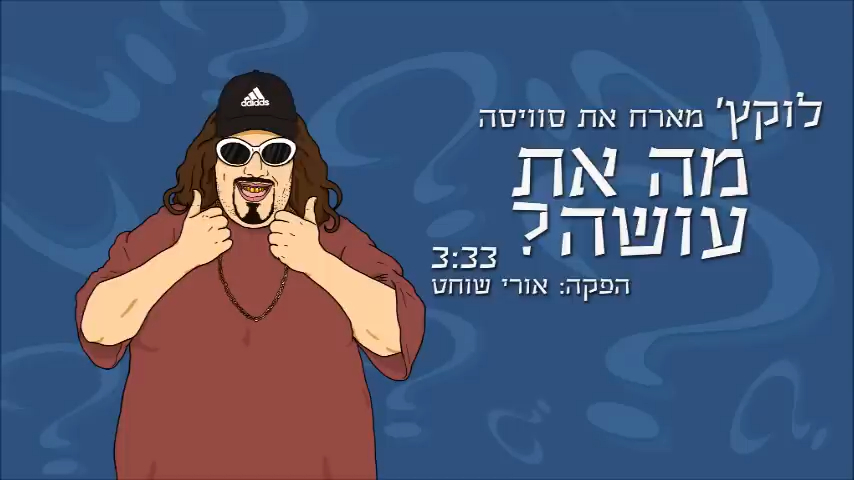 לוקץ' מארח את סוויסה
מה את
עושה?
3:33
הפקה: אורי שוחט
adidas